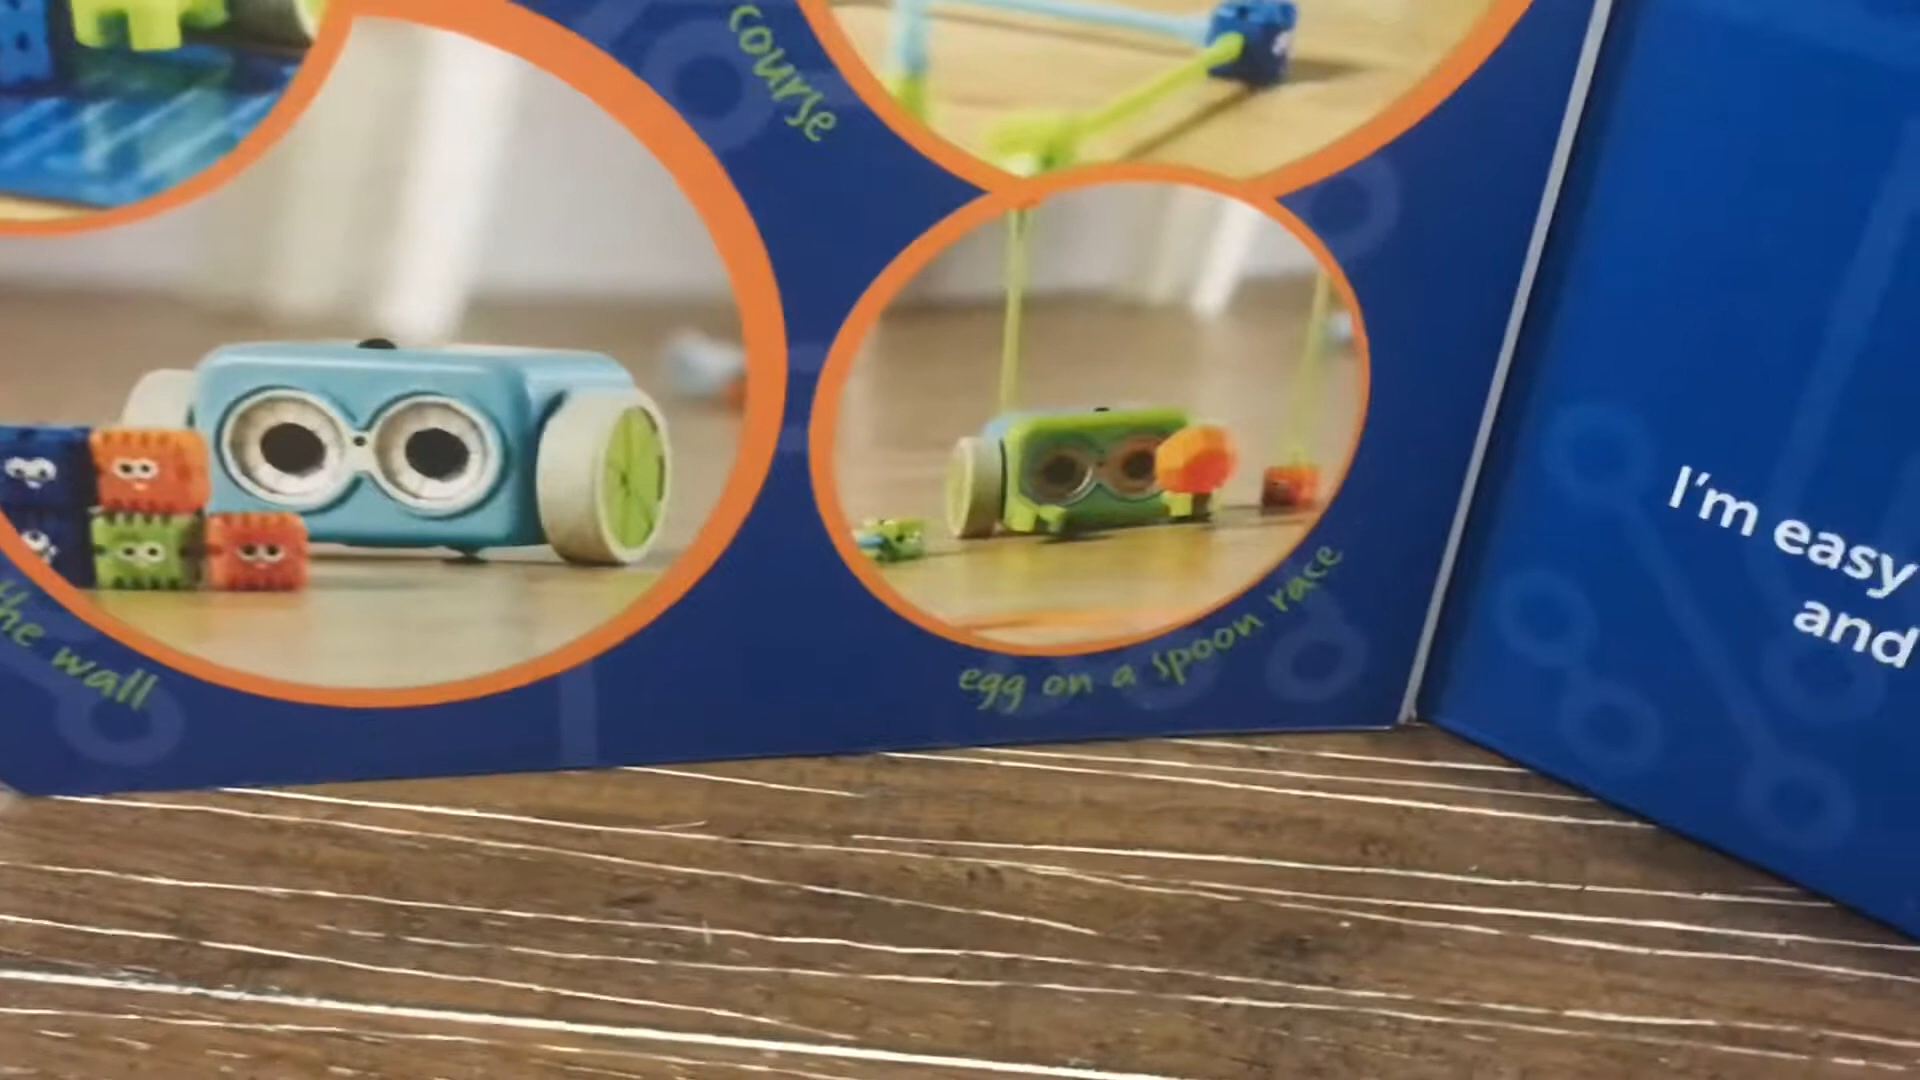 course
the wall
egg on a spoon race
I'm easy
and